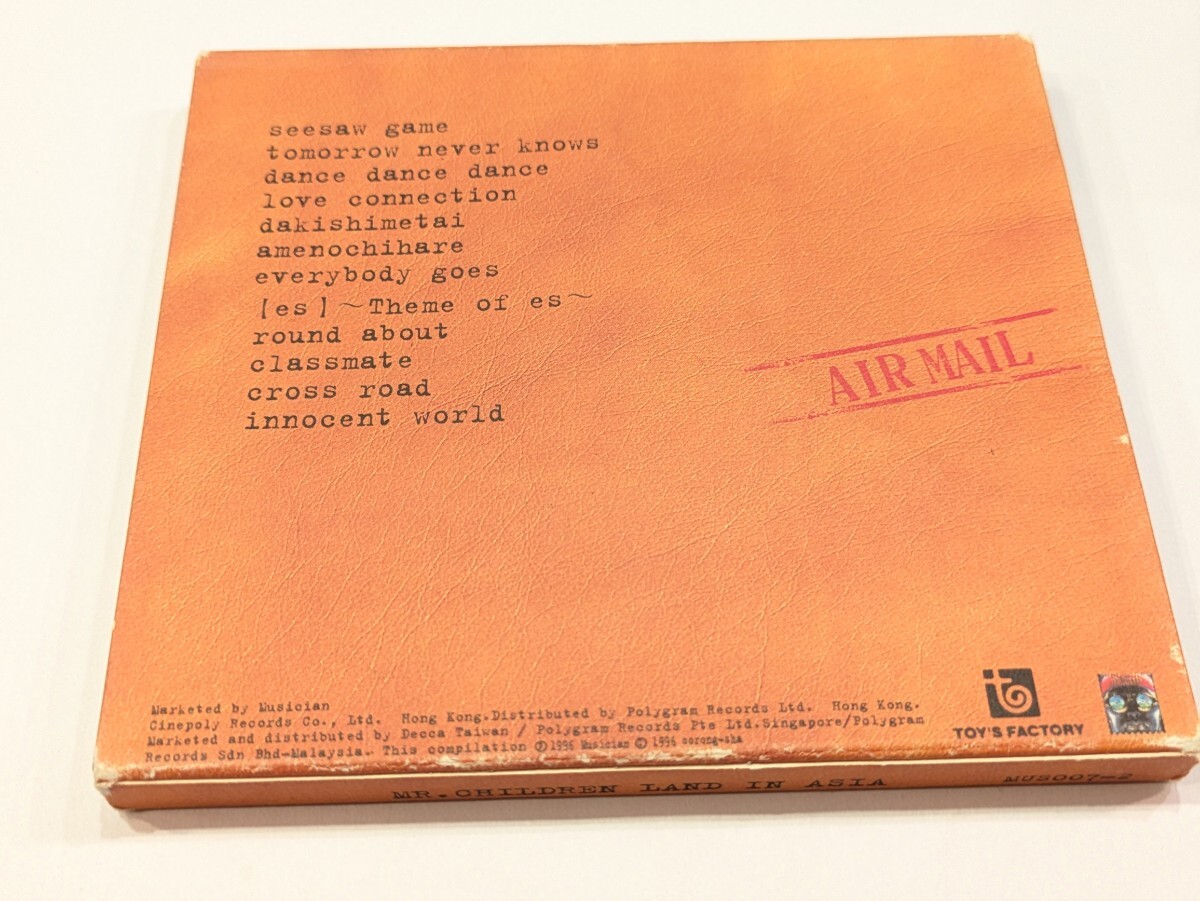 seesaw game
tomorrow never knows
dance dance dance
love connection
dakishimetai
amenochihare
everybody goes
[es]～Theme of es～
round about
classmate
cross road
innocent world
AIR MAIL
Marketed by Musician
Cinepoly Records Co., Ltd. Hong Kong.Distributed by Polygram Records Ltd. Hong Kong.
Marketed and distributed by Decca Taiwan / Polygram Records Pte Ltd.Singapore/Polygram
Records Sdn Bhd-Malaysia. This compilation ℗1996 Musician ©1996 oorong-sha
TOY'S FACTORY
MR.CHILDREN LAND IN ASIA
MUS007-2